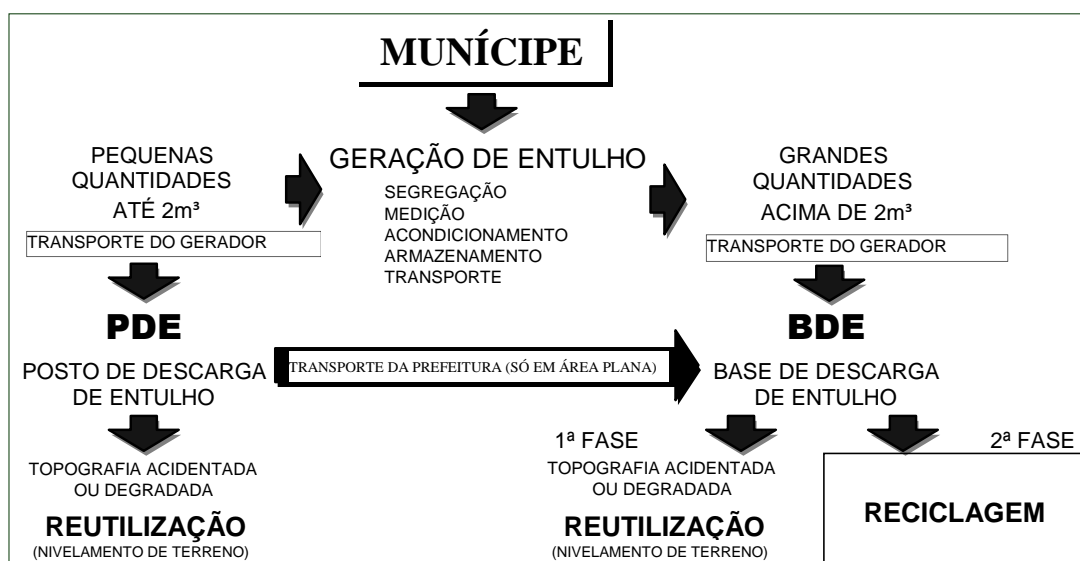 MUNÍCIPE
PEQUENAS
QUANTIDADES
ATÉ 2m³
TRANSPORTE DO GERADOR
GERAÇÃO DE ENTULHO
SEGREGAÇÃO
MEDIÇÃO
ACONDICIONAMENTO
ARMAZENAMENTO
TRANSPORTE
GRANDES
QUANTIDADES
ACIMA DE 2m³
TRANSPORTE DO GERADOR
PDE
POSTO DE DESCARGA
DE ENTULHO
TRANSPORTE DA PREFEITURA (SÓ EM ÁREA PLANA)
BDE
BASE DE DESCARGA
DE ENTULHO
TOPOGRAFIA ACIDENTADA
OU DEGRADADA
REUTILIZAÇÃO
(NIVELAMENTO DE TERRENO)
1ª FASE
TOPOGRAFIA ACIDENTADA
OU DEGRADADA
REUTILIZAÇÃO
(NIVELAMENTO DE TERRENO)
2ª FASE
RECICLAGEM